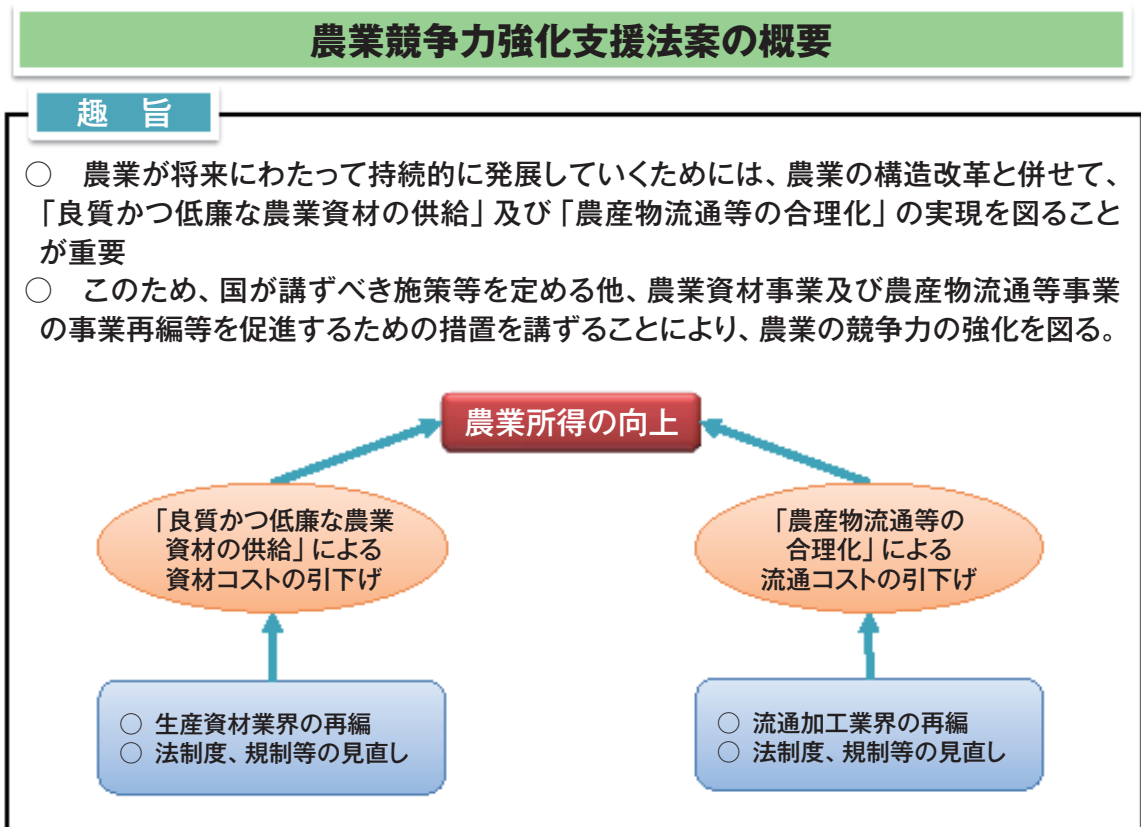 農業競争力強化支援法案の概要
趣 旨
○ 農業が将来にわたって持続的に発展していくためには、農業の構造改革と併せて、
「良質かつ低廉な農業資材の供給」及び「農産物流通等の合理化」の実現を図ること
が重要
○ このため、国が講ずべき施策等を定める他、農業資材事業及び農産物流通等事業
の事業再編等を促進するための措置を講ずることにより、農業の競争力の強化を図る。
農業所得の向上
「良質かつ低廉な農業
資材の供給」による
資材コストの引下げ
「農産物流通等の
合理化」による
流通コストの引下げ
○ 生産資材業界の再編
○ 法制度、規制等の見直し
○ 流通加工業界の再編
○ 法制度、規制等の見直し